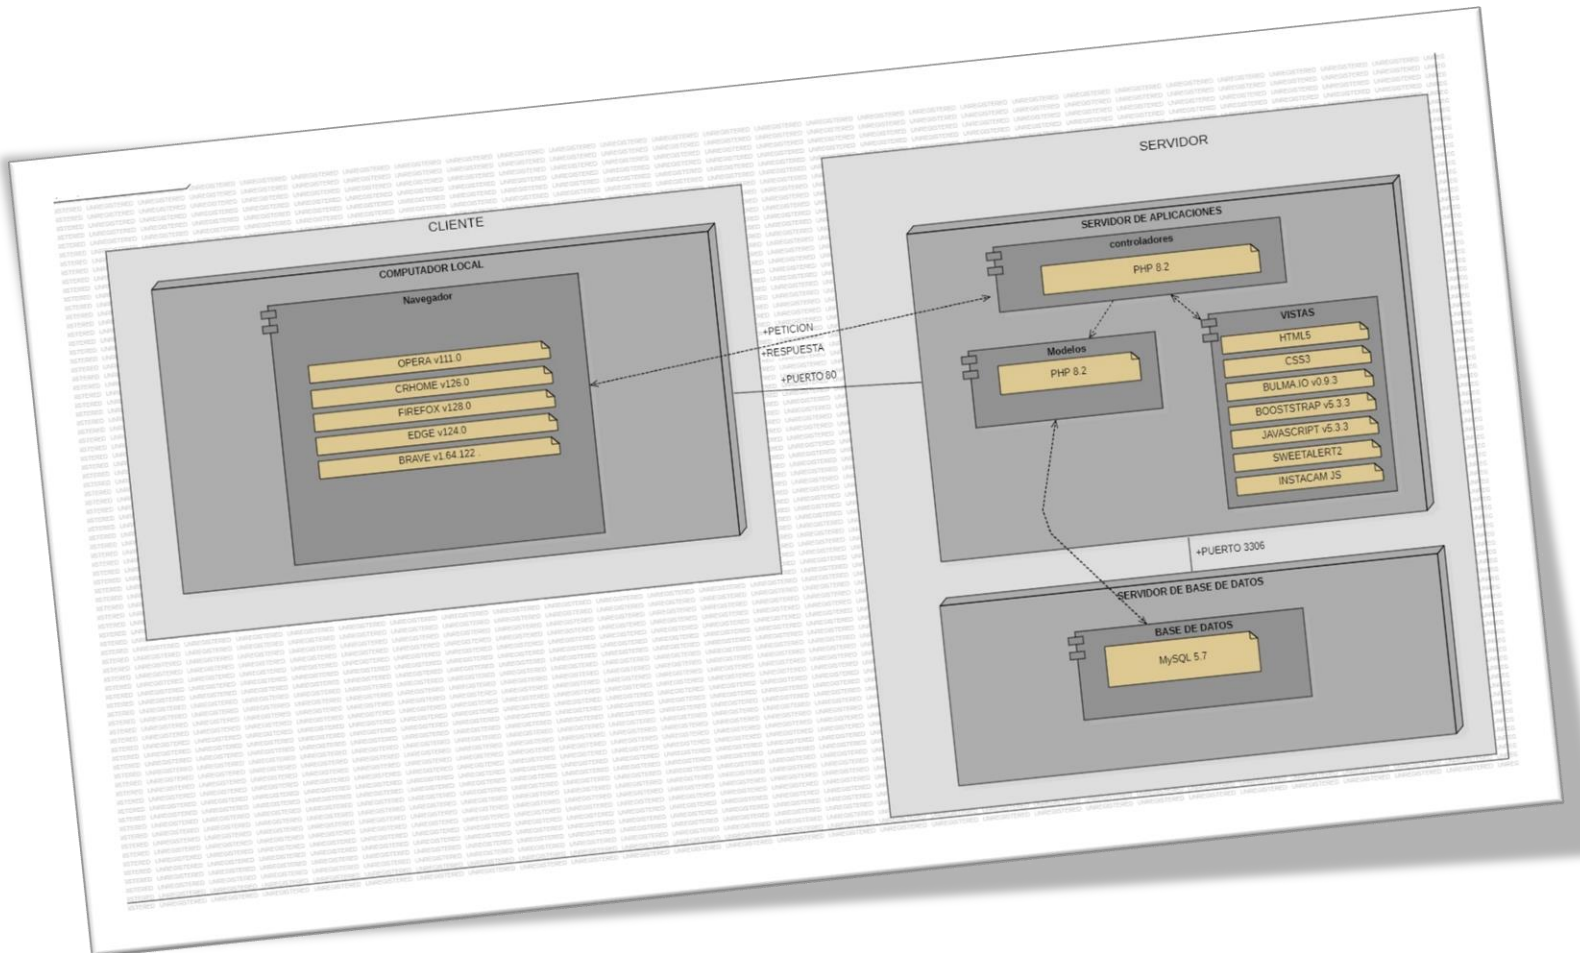 CLIENTE
COMPUTADOR LOCAL
Navegador
OPERA v111.0
CRHOME v126.0
FIREFOX v128.0
EDGE v124.0
BRAVE v1.64.122 .
+PETICION
+RESPUESTA
+PUERTO 80
SERVIDOR
SERVIDOR DE APLICACIONES
controladores
PHP 8.2
Modelos
PHP 8.2
VISTAS
HTML5
CSS3
BULMA.IO v0.9.3
BOOSTSTRAP v5.3.3
JAVASCRIPT v5.3.3
SWEETALERT2
INSTACAM JS
+PUERTO 3306
SERVIDOR DE BASE DE DATOS
BASE DE DATOS
MySQL 5.7